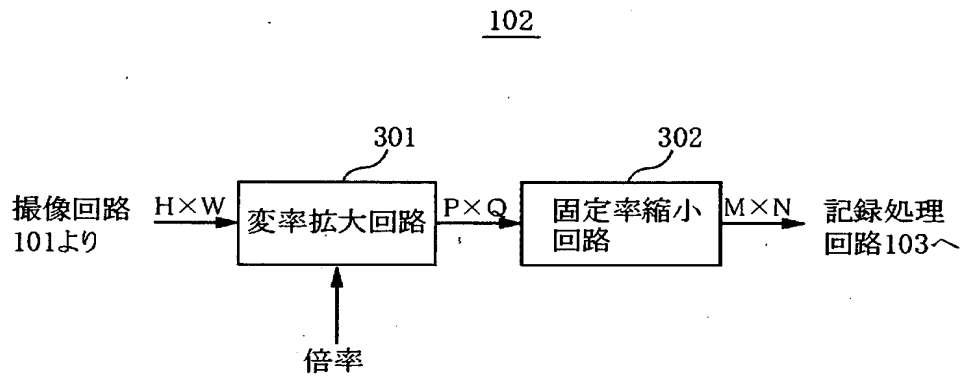 102
301
302
撮像回路
101より
H×W
変率拡大回路
P×Q
固定率縮小
回路
M×N
記録処理
回路103へ
倍率